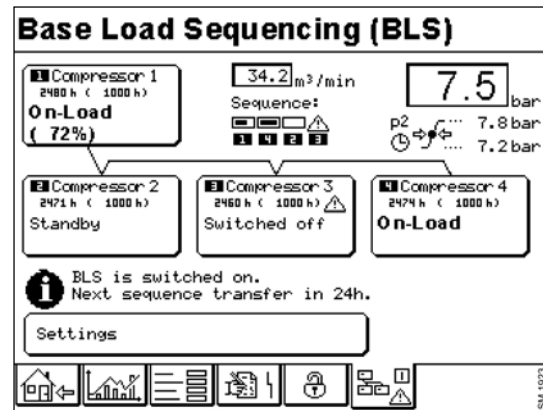 Base Load Sequencing (BLS)
1 Compressor 1
2480 h ( 1000 h)
On-Load
( 72%)
34.2 m³/min
Sequence:
1 4 2 3
7.5 bar
p2
7.8 bar
7.2 bar
2 Compressor 2
2471 h ( 1000 h)
Standby
3 Compressor 3
2460 h ( 1000 h)
Switched off
4 Compressor 4
2474 h ( 1000 h)
On-Load
BLS is switched on.
Next sequence transfer in 24h.
Settings
SM 1923